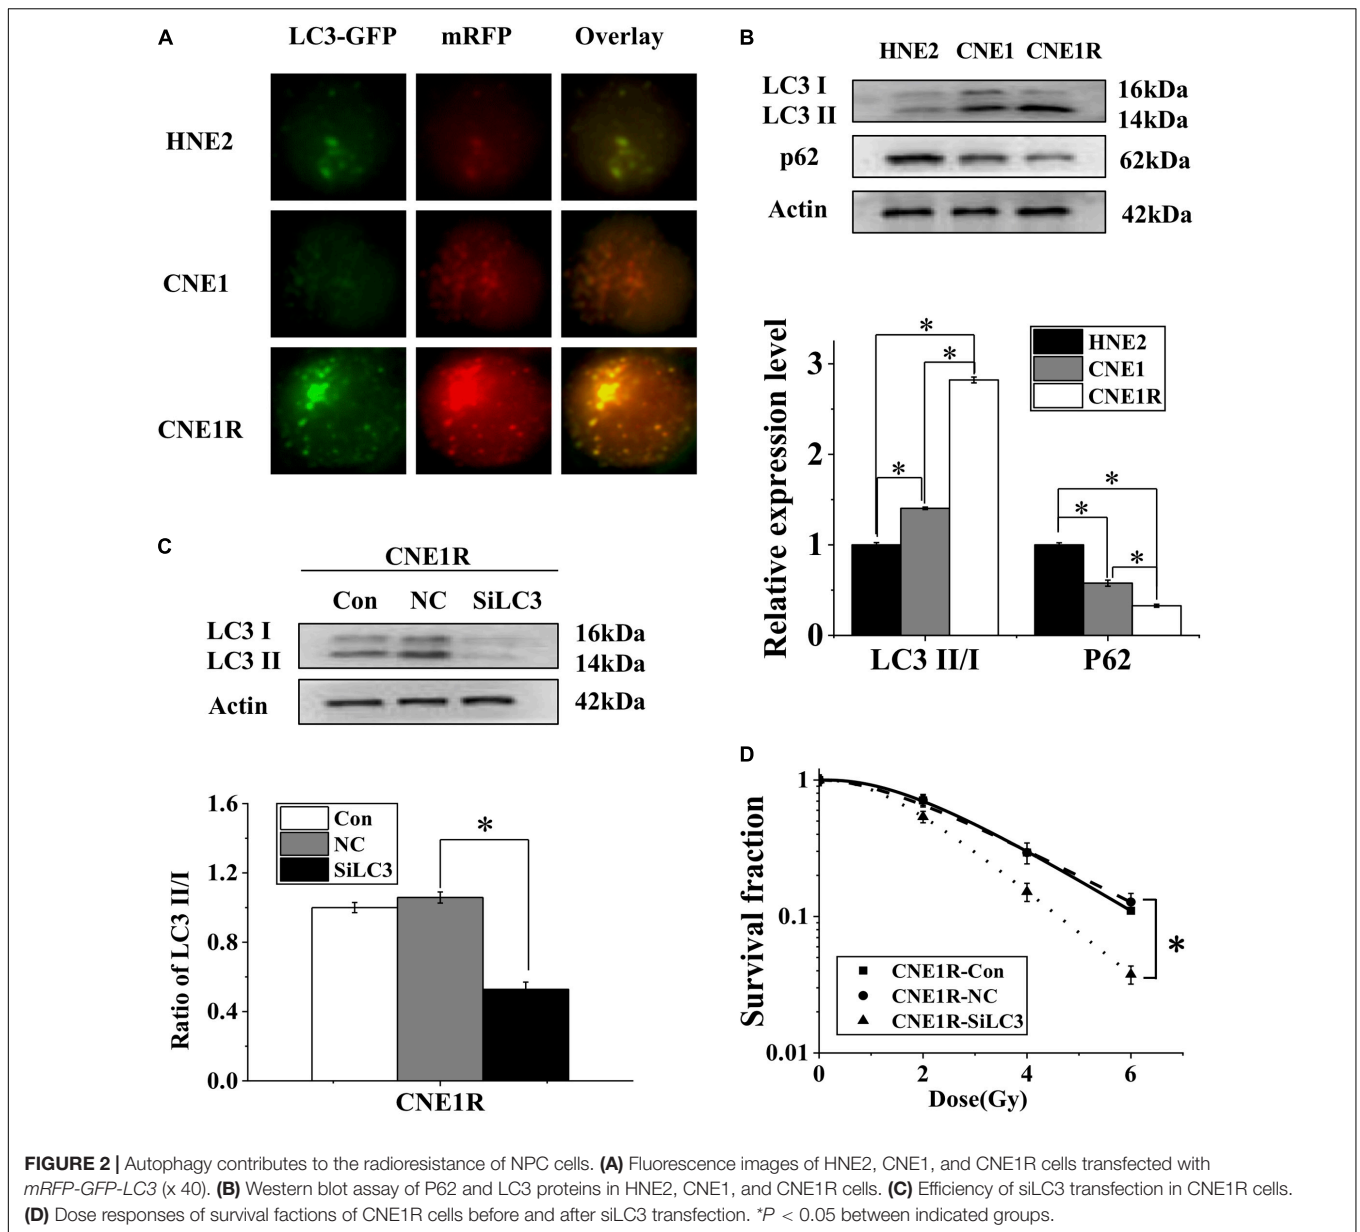 A
LC3-GFP mRFP Overlay
HNE2
CNE1
CNE1R
B
HNE2 CNE1 CNE1R
LC3 I 16kDa
LC3 II 14kDa
p62 62kDa
Actin 42kDa
Relative expression level
3
2
1
0
* * *
* * *
HNE2
CNE1
CNE1R
LC3 II/I P62
C
CNE1R
Con NC SiLC3
LC3 I 16kDa
LC3 II 14kDa
Actin 42kDa
Ratio of LC3 II/I
1.6
1.2
0.8
0.4
0.0
Con
NC
SiLC3
*
CNE1R
D
Survival fraction
1
0.1
0.01
CNE1R-Con
CNE1R-NC
CNE1R-SiLC3
*
0 2 4 6
Dose(Gy)
FIGURE 2 | Autophagy contributes to the radioresistance of NPC cells. (A) Fluorescence images of HNE2, CNE1, and CNE1R cells transfected with
mRFP-GFP-LC3 (x 40). (B) Western blot assay of P62 and LC3 proteins in HNE2, CNE1, and CNE1R cells. (C) Efficiency of siLC3 transfection in CNE1R cells.
(D) Dose responses of survival factions of CNE1R cells before and after siLC3 transfection. *P < 0.05 between indicated groups.